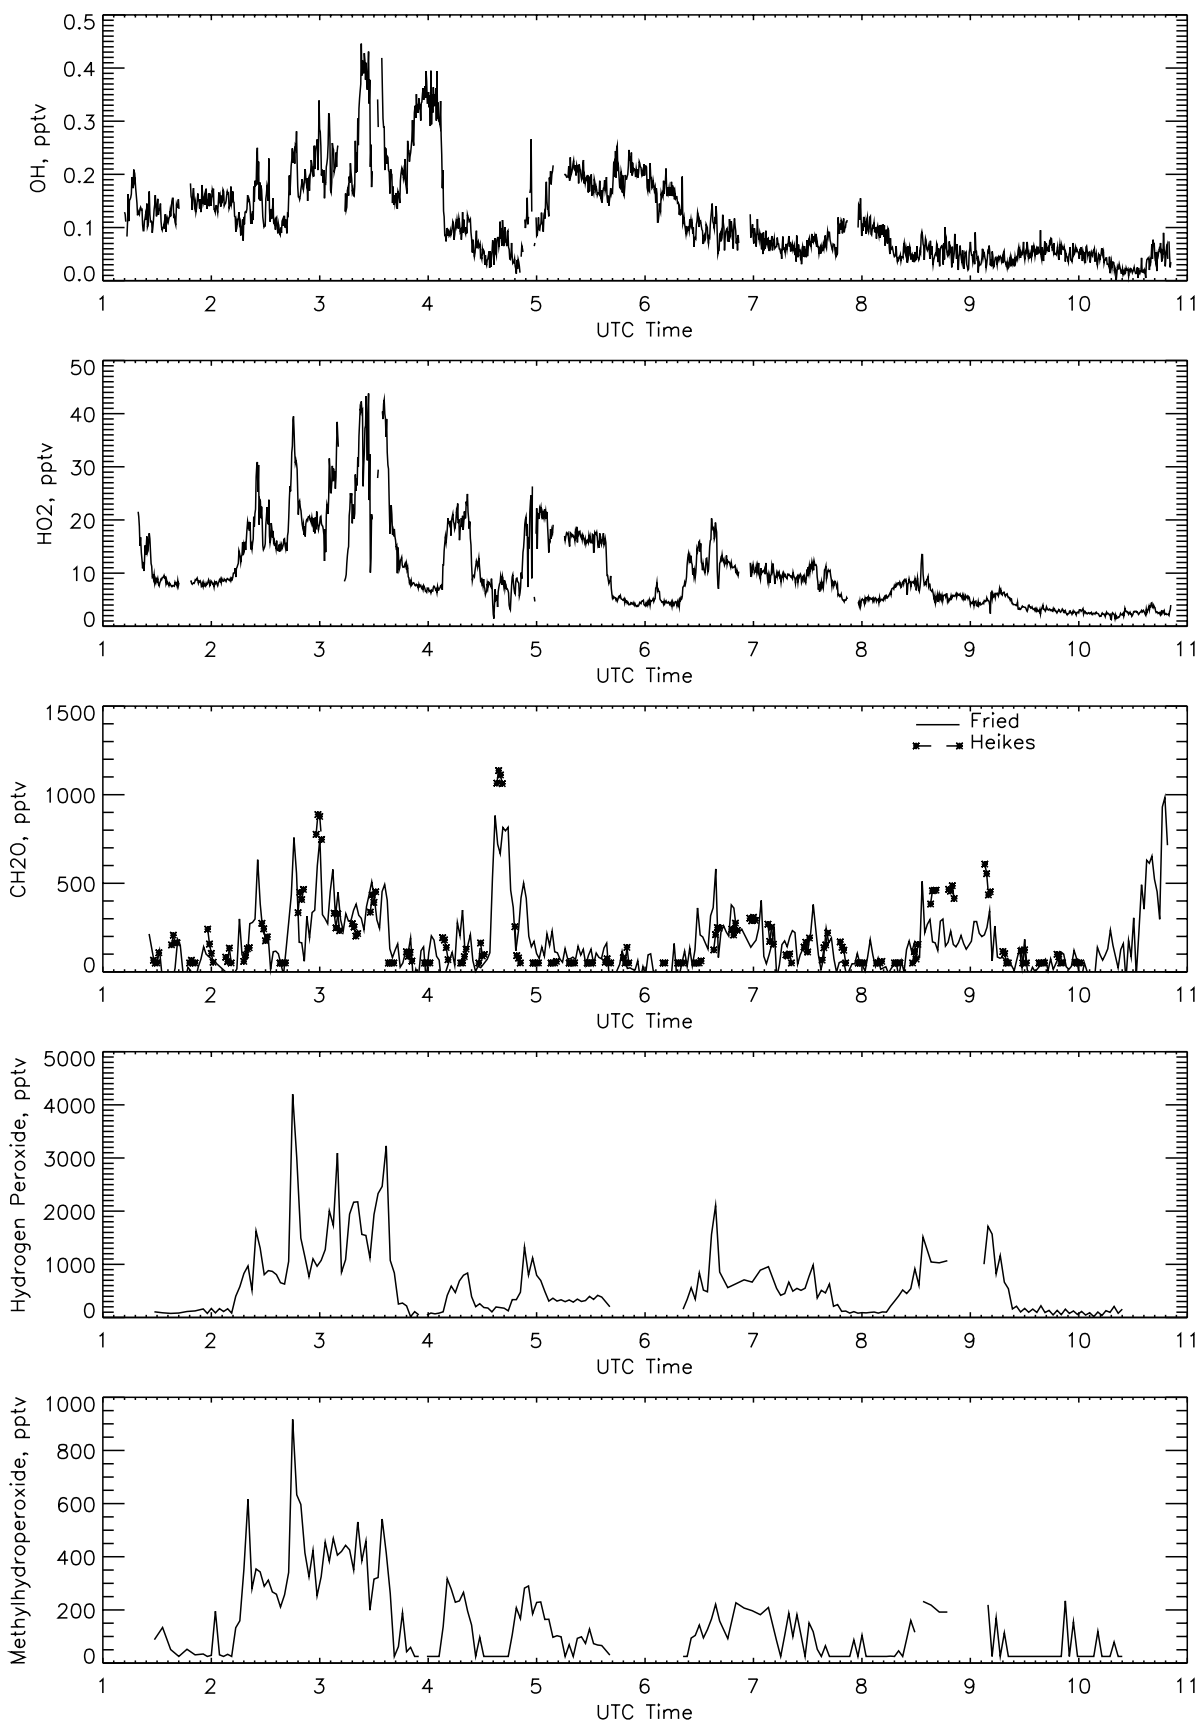 OH, pptv
0.5
0.4
0.3
0.2
0.1
0.0
1 2 3 4 5 6 7 8 9 10 11
UTC Time
HO2, pptv
50
40
30
20
10
0
1 2 3 4 5 6 7 8 9 10 11
UTC Time
CH2O, pptv
1500
1000
500
0
Fried
Heikes
1 2 3 4 5 6 7 8 9 10 11
UTC Time
Hydrogen Peroxide, pptv
5000
4000
3000
2000
1000
0
1 2 3 4 5 6 7 8 9 10 11
UTC Time
Methylhydroperoxide, pptv
1000
800
600
400
200
0
1 2 3 4 5 6 7 8 9 10 11
UTC Time